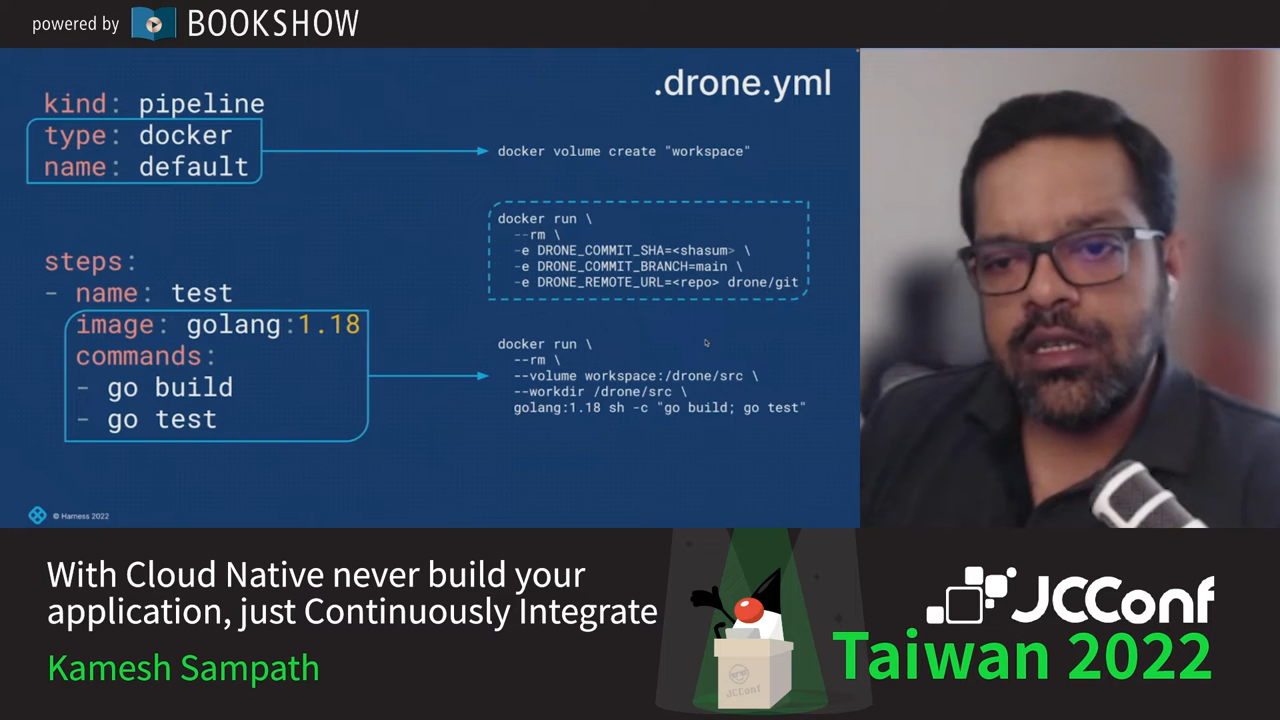 powered by BOOKSHOW
.drone.yml
kind: pipeline
type: docker
name: default
steps:
- name: test
image: golang:1.18
commands:
- go build
- go test
docker volume create "workspace"
docker run \
--rm \
-e DRONE_COMMIT_SHA=<shasum> \
-e DRONE_COMMIT_BRANCH=main \
-e DRONE_REMOTE_URL=<repo> drone/git
docker run \
--rm \
--volume workspace:/drone/src \
--workdir /drone/src \
golang:1.18 sh -c "go build; go test"
© Harness 2022
With Cloud Native never build your
application, just Continuously Integrate
Kamesh Sampath
JCConf
JCConf
Taiwan 2022